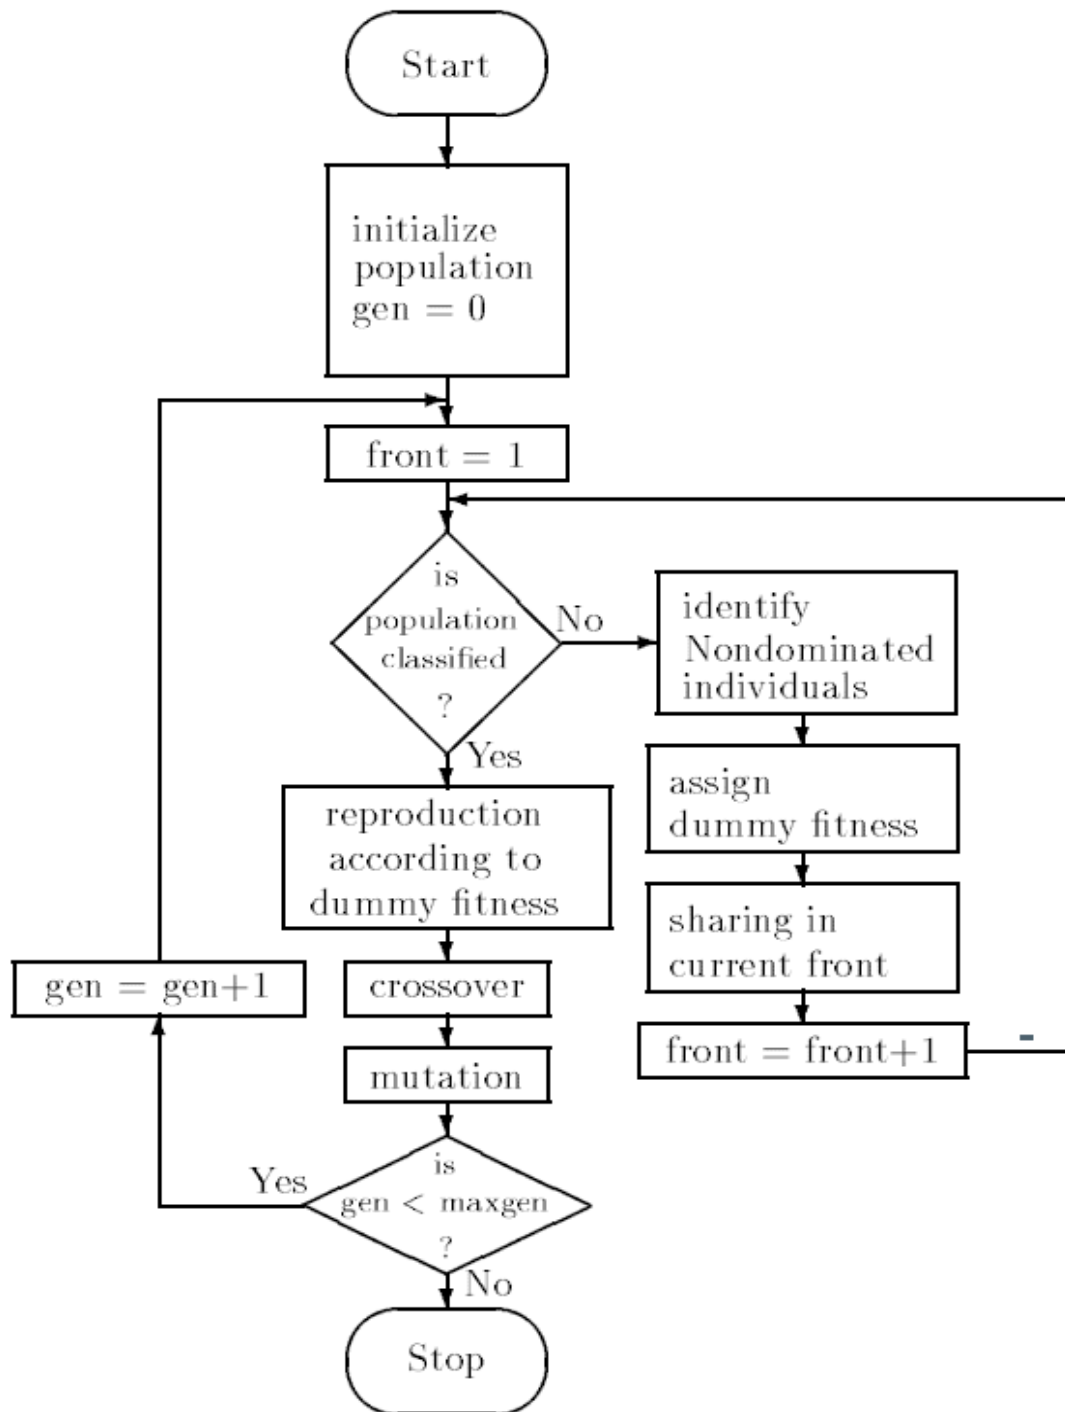 Start
initialize
population
gen = 0
front = 1
is
population
classified
?
No
identify
Nondominated
individuals
Yes
assign
dummy fitness
reproduction
according to
dummy fitness
sharing in
current front
gen = gen+1
crossover
front = front+1
mutation
Yes
is
gen < maxgen
?
No
Stop